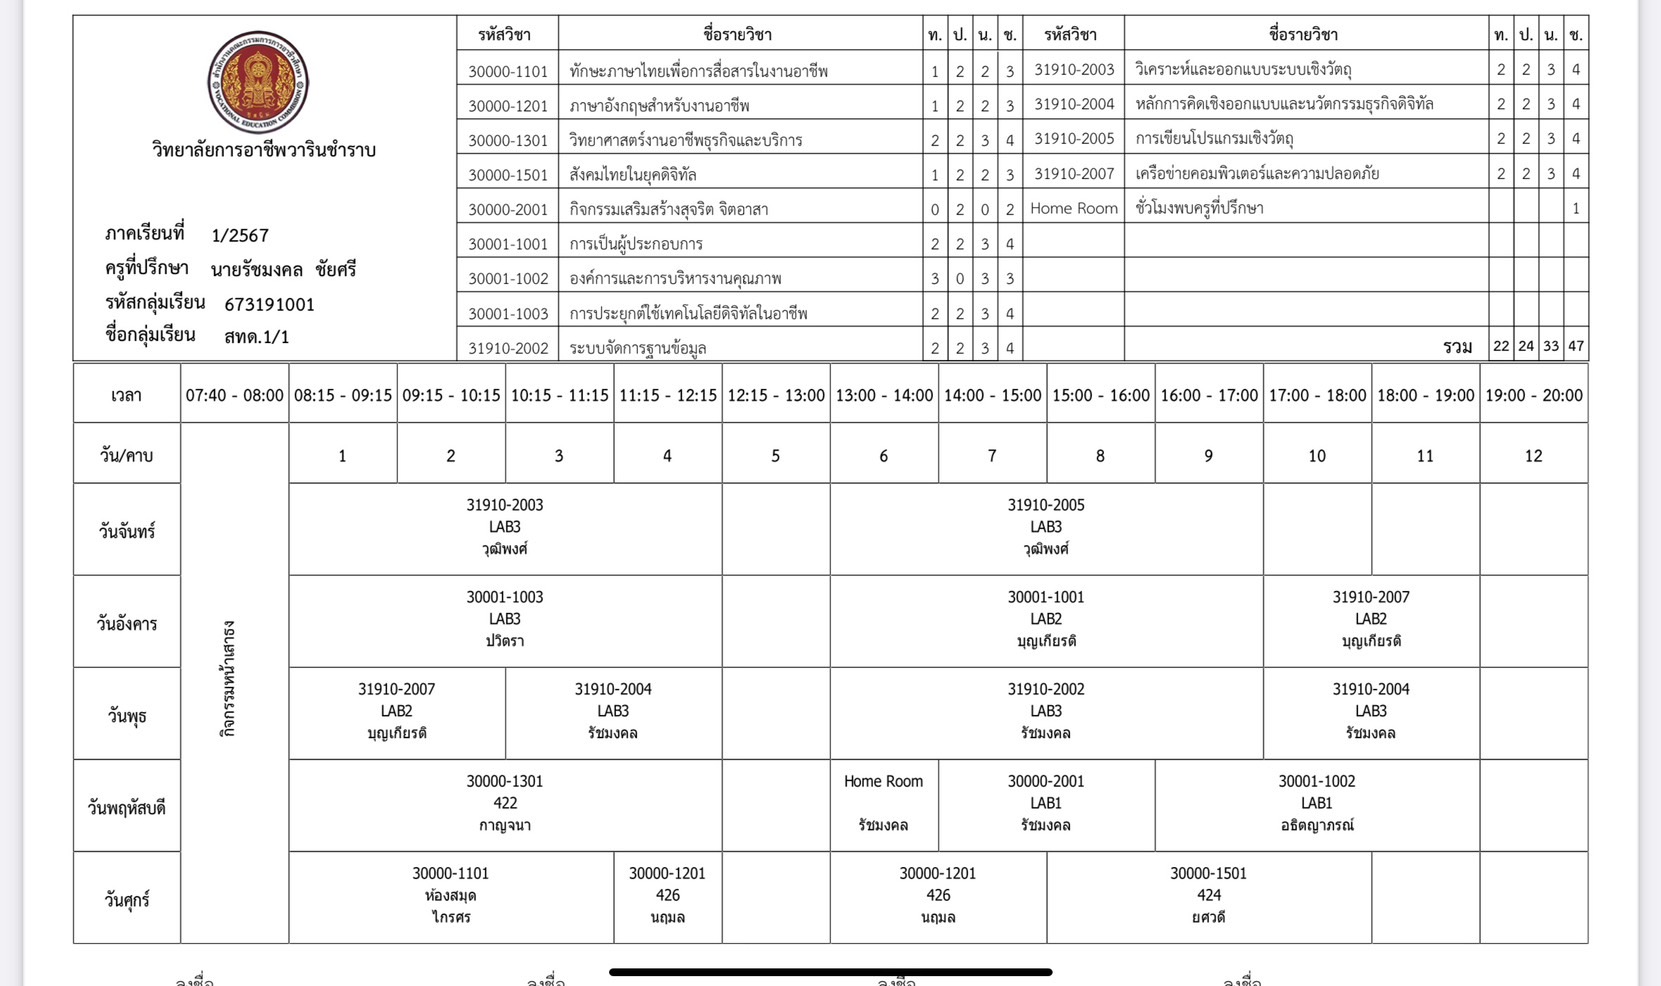 สำนักงานคณะกรรมการการอาชีวศึกษา
VOCATIONAL EDUCATION COMMISSION
วิทยาลัยการอาชีพวารินชำราบ
ภาคเรียนที่ 1/2567
ครูที่ปรึกษา นายรัชมงคล ชัยศรี
รหัสกลุ่มเรียน 673191001
ชื่อกลุ่มเรียน สทด.1/1
รหัสวิชา ชื่อรายวิชา ท. ป. น. ช. รหัสวิชา ชื่อรายวิชา ท. ป. น. ช.
30000-1101 ทักษะภาษาไทยเพื่อการสื่อสารในงานอาชีพ 1 2 2 3 31910-2003 วิเคราะห์และออกแบบระบบเชิงวัตถุ 2 2 3 4
30000-1201 ภาษาอังกฤษสำหรับงานอาชีพ 1 2 2 3 31910-2004 หลักการคิดเชิงออกแบบและนวัตกรรมธุรกิจดิจิทัล 2 2 3 4
30000-1301 วิทยาศาสตร์งานอาชีพธุรกิจและบริการ 2 2 3 4 31910-2005 การเขียนโปรแกรมเชิงวัตถุ 2 2 3 4
30000-1501 สังคมไทยในยุคดิจิทัล 1 2 2 3 31910-2007 เครือข่ายคอมพิวเตอร์และความปลอดภัย 2 2 3 4
30000-2001 กิจกรรมเสริมสร้างสุจริต จิตอาสา 0 2 0 2 Home Room ชั่วโมงพบครูที่ปรึกษา 1
30001-1001 การเป็นผู้ประกอบการ 2 2 3 4
30001-1002 องค์การและการบริหารงานคุณภาพ 3 0 3 3
30001-1003 การประยุกต์ใช้เทคโนโลยีดิจิทัลในอาชีพ 2 2 3 4
31910-2002 ระบบจัดการฐานข้อมูล 2 2 3 4 รวม 22 24 33 47
เวลา 07:40 - 08:00 08:15 - 09:15 09:15 - 10:15 10:15 - 11:15 11:15 - 12:15 12:15 - 13:00 13:00 - 14:00 14:00 - 15:00 15:00 - 16:00 16:00 - 17:00 17:00 - 18:00 18:00 - 19:00 19:00 - 20:00
วัน/คาบ 1 2 3 4 5 6 7 8 9 10 11 12
กิจกรรมหน้าเสาธง
วันจันทร์
31910-2003 31910-2005
LAB3 LAB3
วุฒิพงศ์ วุฒิพงศ์
วันอังคาร
30001-1003 30001-1001 31910-2007
LAB3 LAB2 LAB2
ปวิตรา บุญเกียรติ บุญเกียรติ
วันพุธ
31910-2007 31910-2004 31910-2002 31910-2004
LAB2 LAB3 LAB3 LAB3
บุญเกียรติ รัชมงคล รัชมงคล รัชมงคล
วันพฤหัสบดี
30000-1301 Home Room 30000-2001 30001-1002
422 LAB1 LAB1
กาญจนา รัชมงคล รัชมงคล อธิตญาภรณ์
วันศุกร์
30000-1101 30000-1201 30000-1201 30000-1501
ห้องสมุด 426 426 424
ไกรศร นฤมล นฤมล ยศวดี
ลงชื่อ ลงชื่อ ลงชื่อ ลงชื่อ